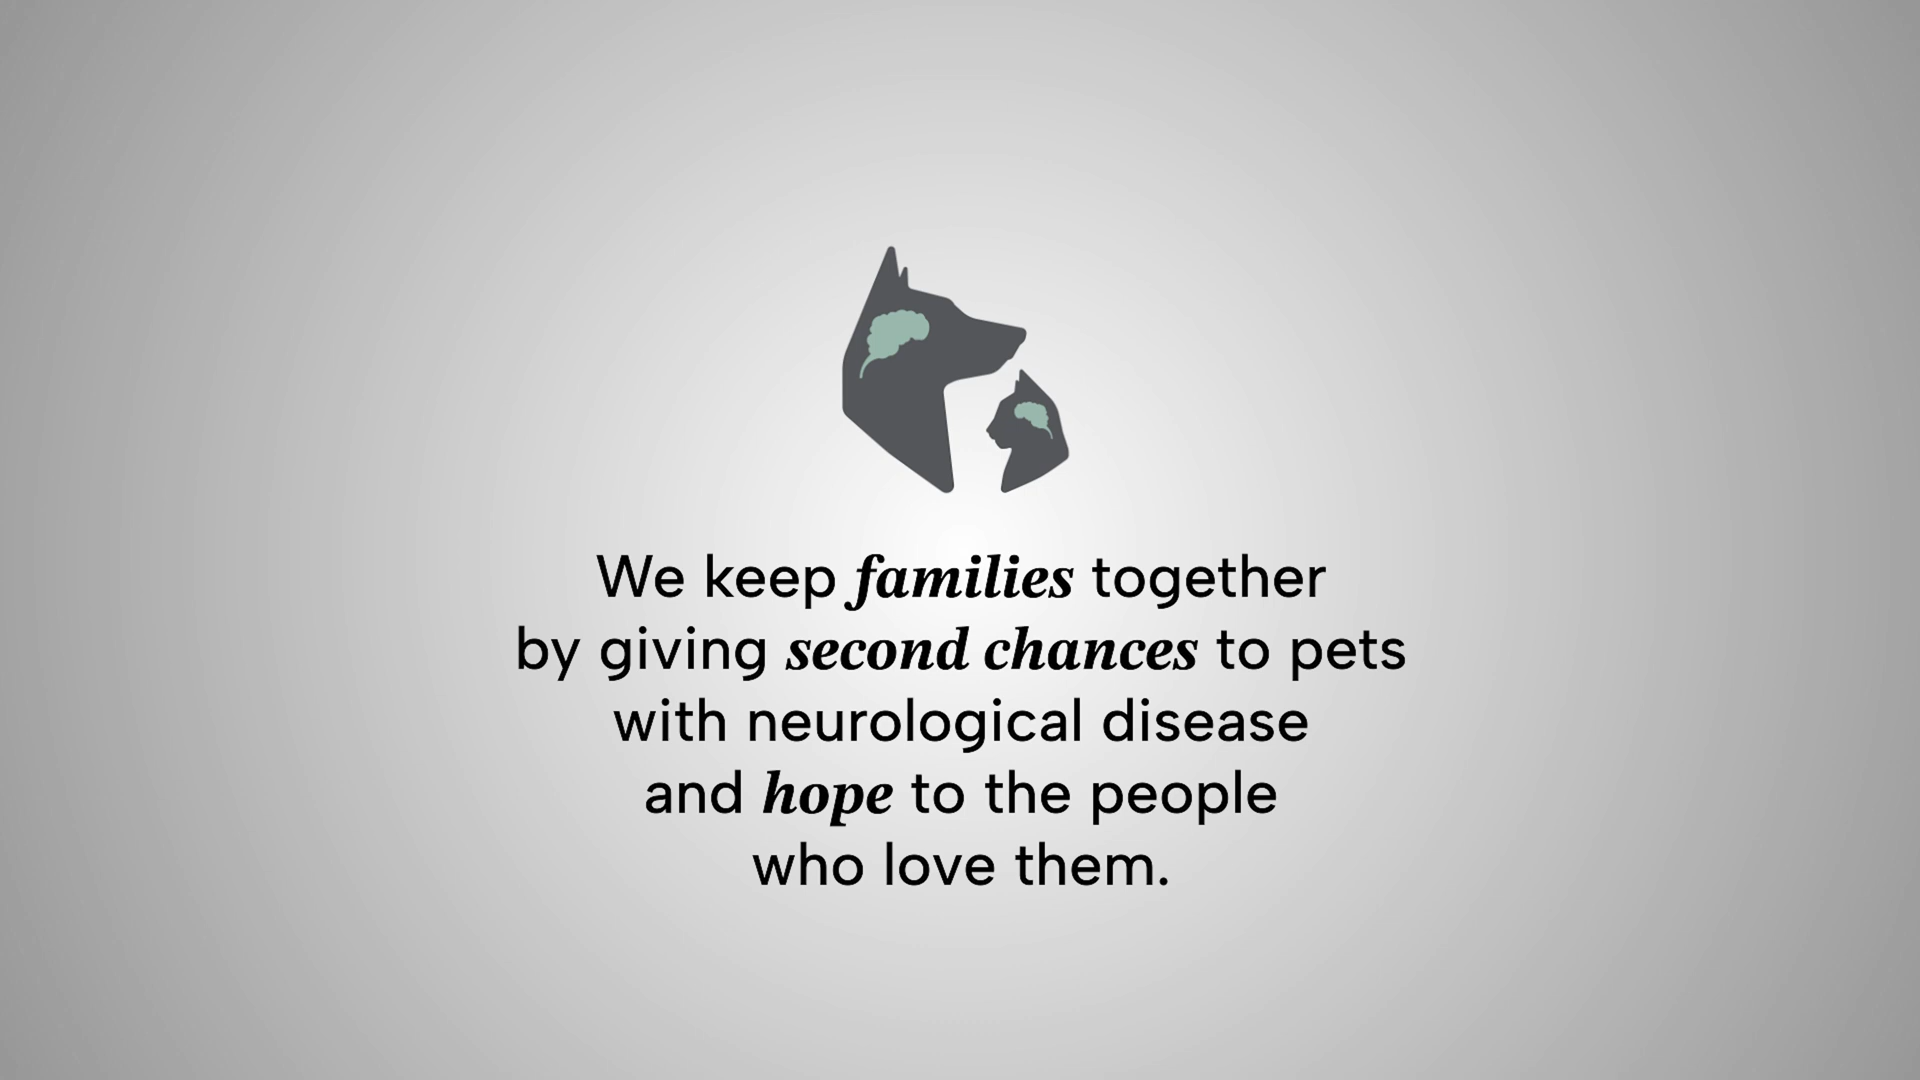 We keep families together
by giving second chances to pets
with neurological disease
and hope to the people
who love them.